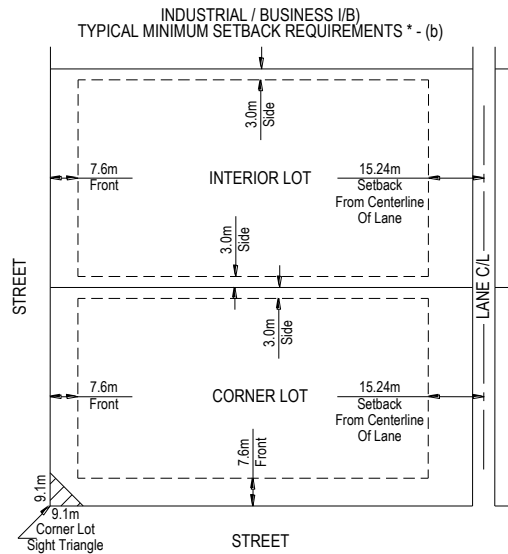 INDUSTRIAL / BUSINESS I/B)
TYPICAL MINIMUM SETBACK REQUIREMENTS * - (b)
3.0m
Side
7.6m
Front
INTERIOR LOT
15.24m
Setback
From Centerline
Of Lane
3.0m
Side
STREET
LANE C/L
3.0m
Side
7.6m
Front
CORNER LOT
15.24m
Setback
From Centerline
Of Lane
7.6m
Front
9.1m
9.1m
Corner Lot
Sight Triangle
STREET